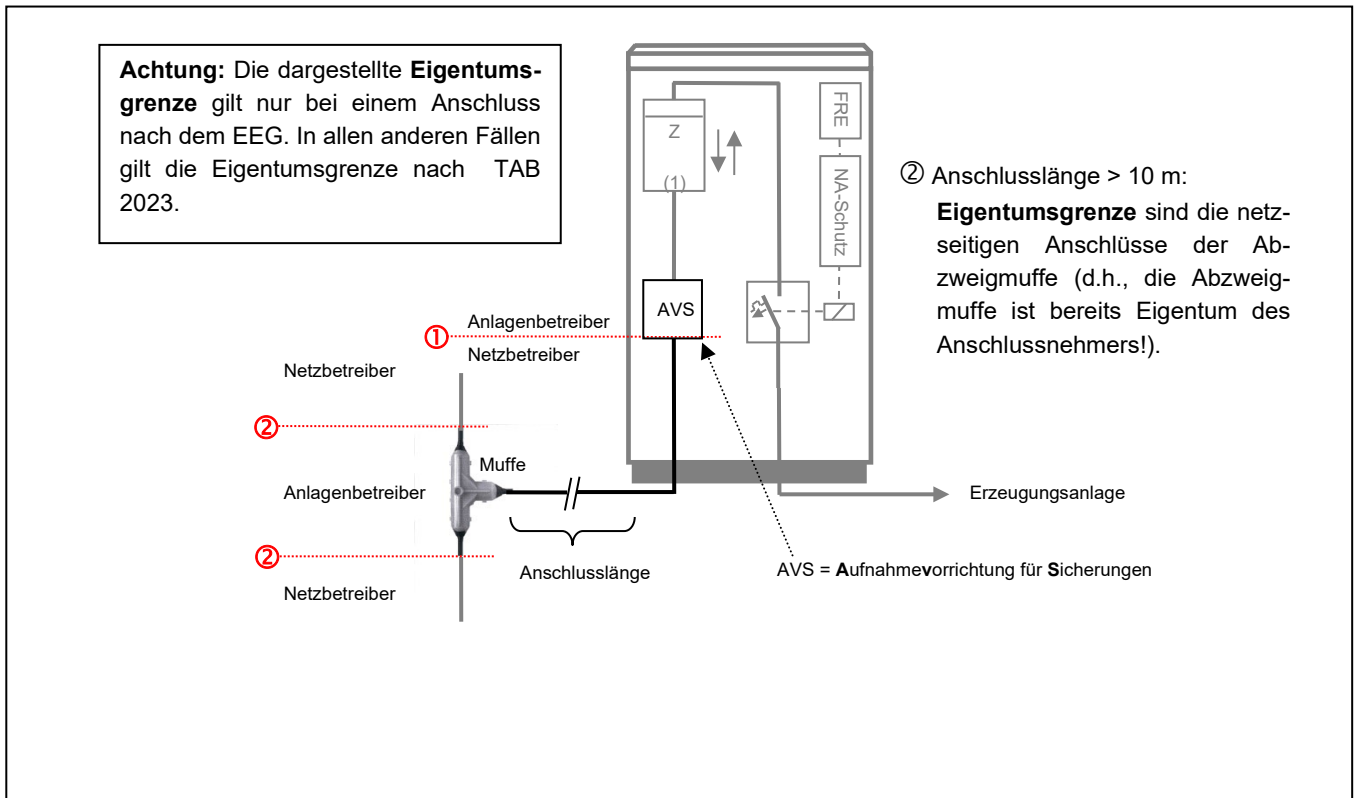 Achtung: Die dargestellte Eigentums-
grenze gilt nur bei einem Anschluss
nach dem EEG. In allen anderen Fällen
gilt die Eigentumsgrenze nach TAB
2023.
Z
(1)
FRE
NA-Schutz
AVS
② Anschlusslänge > 10 m:
Eigentumsgrenze sind die netz-
seitigen Anschlüsse der Ab-
zweigmuffe (d.h., die Abzweig-
muffe ist bereits Eigentum des
Anschlussnehmers!).
Anlagenbetreiber
①
Netzbetreiber
Netzbetreiber
②
Muffe
Anlagenbetreiber
Erzeugungsanlage
②
Anschlusslänge
AVS = Aufnahmevorrichtung für Sicherungen
Netzbetreiber